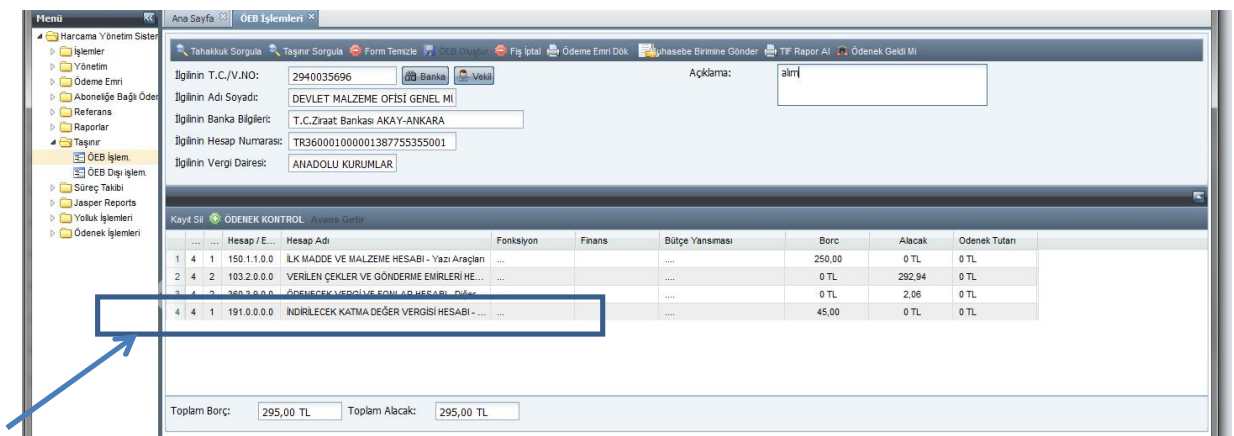 Menü
Ana Sayfa
ÖEB İşlemleri
Harcama Yönetim Sister
İşlemler
Yönetim
Ödeme Emri
Aboneliğe Bağlı Öder
Referans
Raporlar
Taşınır
ÖEB İşlem.
ÖEB Dışı işlem.
Süreç Takibi
Jasper Reports
Yolluk İşlemleri
Ödenek İşlemleri
Tahakkuk Sorgula Taşınır Sorgula Form Temizle ÖEB Oluştur Fiş İptal Ödeme Emri Dök uhasebe Birimine Gönder TİF Rapor Al Ödenek Geldi Mi
İlgilinin T.C./V.NO: 2940035696 Banka Vekil Açıklama: alım
İlgilinin Adı Soyadı: DEVLET MALZEME OFİSİ GENEL MÜ
İlgilinin Banka Bilgileri: T.C.Ziraat Bankası AKAY-ANKARA
İlgilinin Hesap Numarası: TR360001000001387755355001
İlgilinin Vergi Dairesi: ANADOLU KURUMLAR
Kayıt Sil ÖDENEK KONTROL Avans Getir
... ... Hesap / E... Hesap Adı Fonksiyon Finans Bütçe Yansıması Borc Alacak Odenek Tutarı
1 4 1 150.1.1.0.0 İLK MADDE VE MALZEME HESABI - Yazı Araçları ... .... 250,00 0 TL 0 TL
2 4 2 103.2.0.0.0 VERİLEN ÇEKLER VE GÖNDERME EMİRLERİ HE... ... .... 0 TL 292,94 0 TL
3 4 2 360.3.9.0.0 ÖDENECEK VERGİ VE FONLAR HESABI - Diğer ... .... 0 TL 2,06 0 TL
4 4 1 191.0.0.0.0 İNDİRİLECEK KATMA DEĞER VERGİSİ HESABI - ... ... .... 45,00 0 TL 0 TL
Toplam Borç: 295,00 TL Toplam Alacak: 295,00 TL